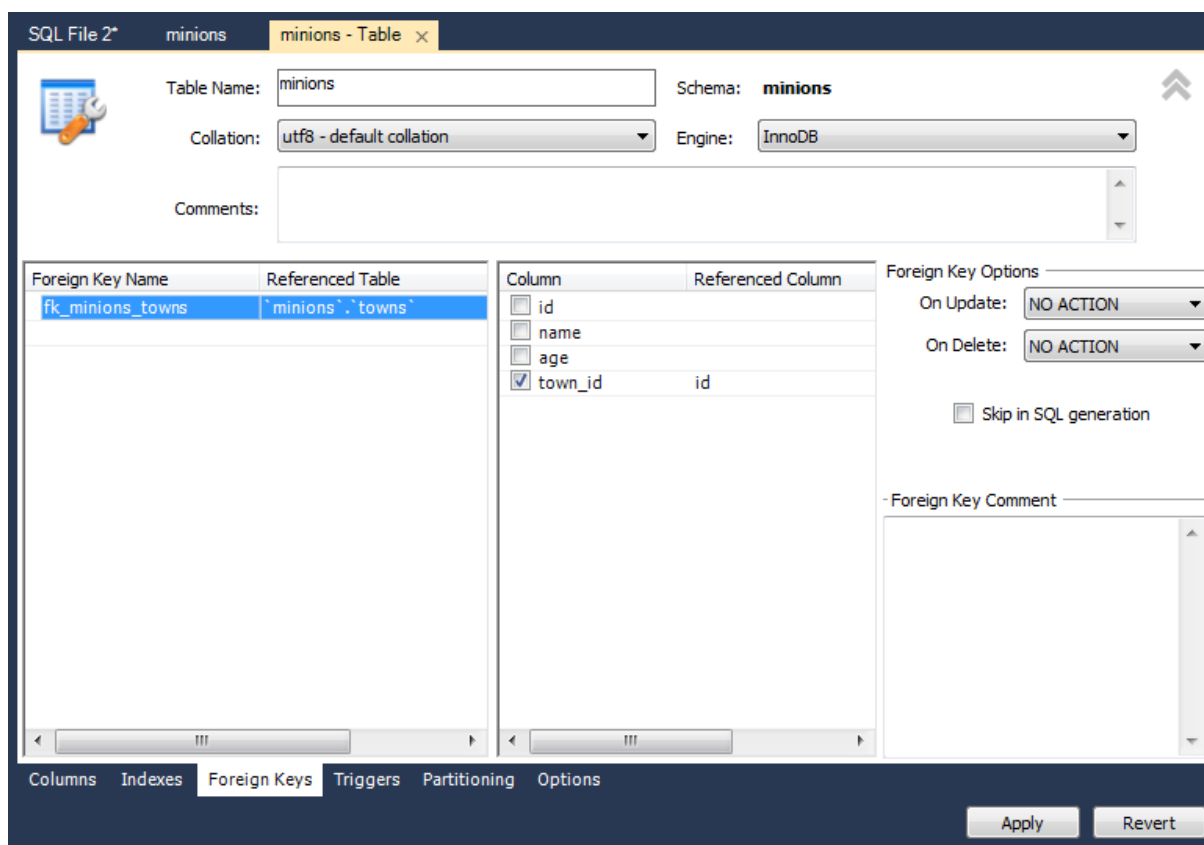 SQL File 2* minions minions - Table ×
Table Name: minions Schema: minions
Collation: utf8 - default collation Engine: InnoDB
Comments:
Foreign Key Name Referenced Table
fk_minions_towns `minions`.`towns`
Column Referenced Column
id
name
age
town_id id
Foreign Key Options
On Update: NO ACTION
On Delete: NO ACTION
Skip in SQL generation
Foreign Key Comment
Columns Indexes Foreign Keys Triggers Partitioning Options
Apply Revert